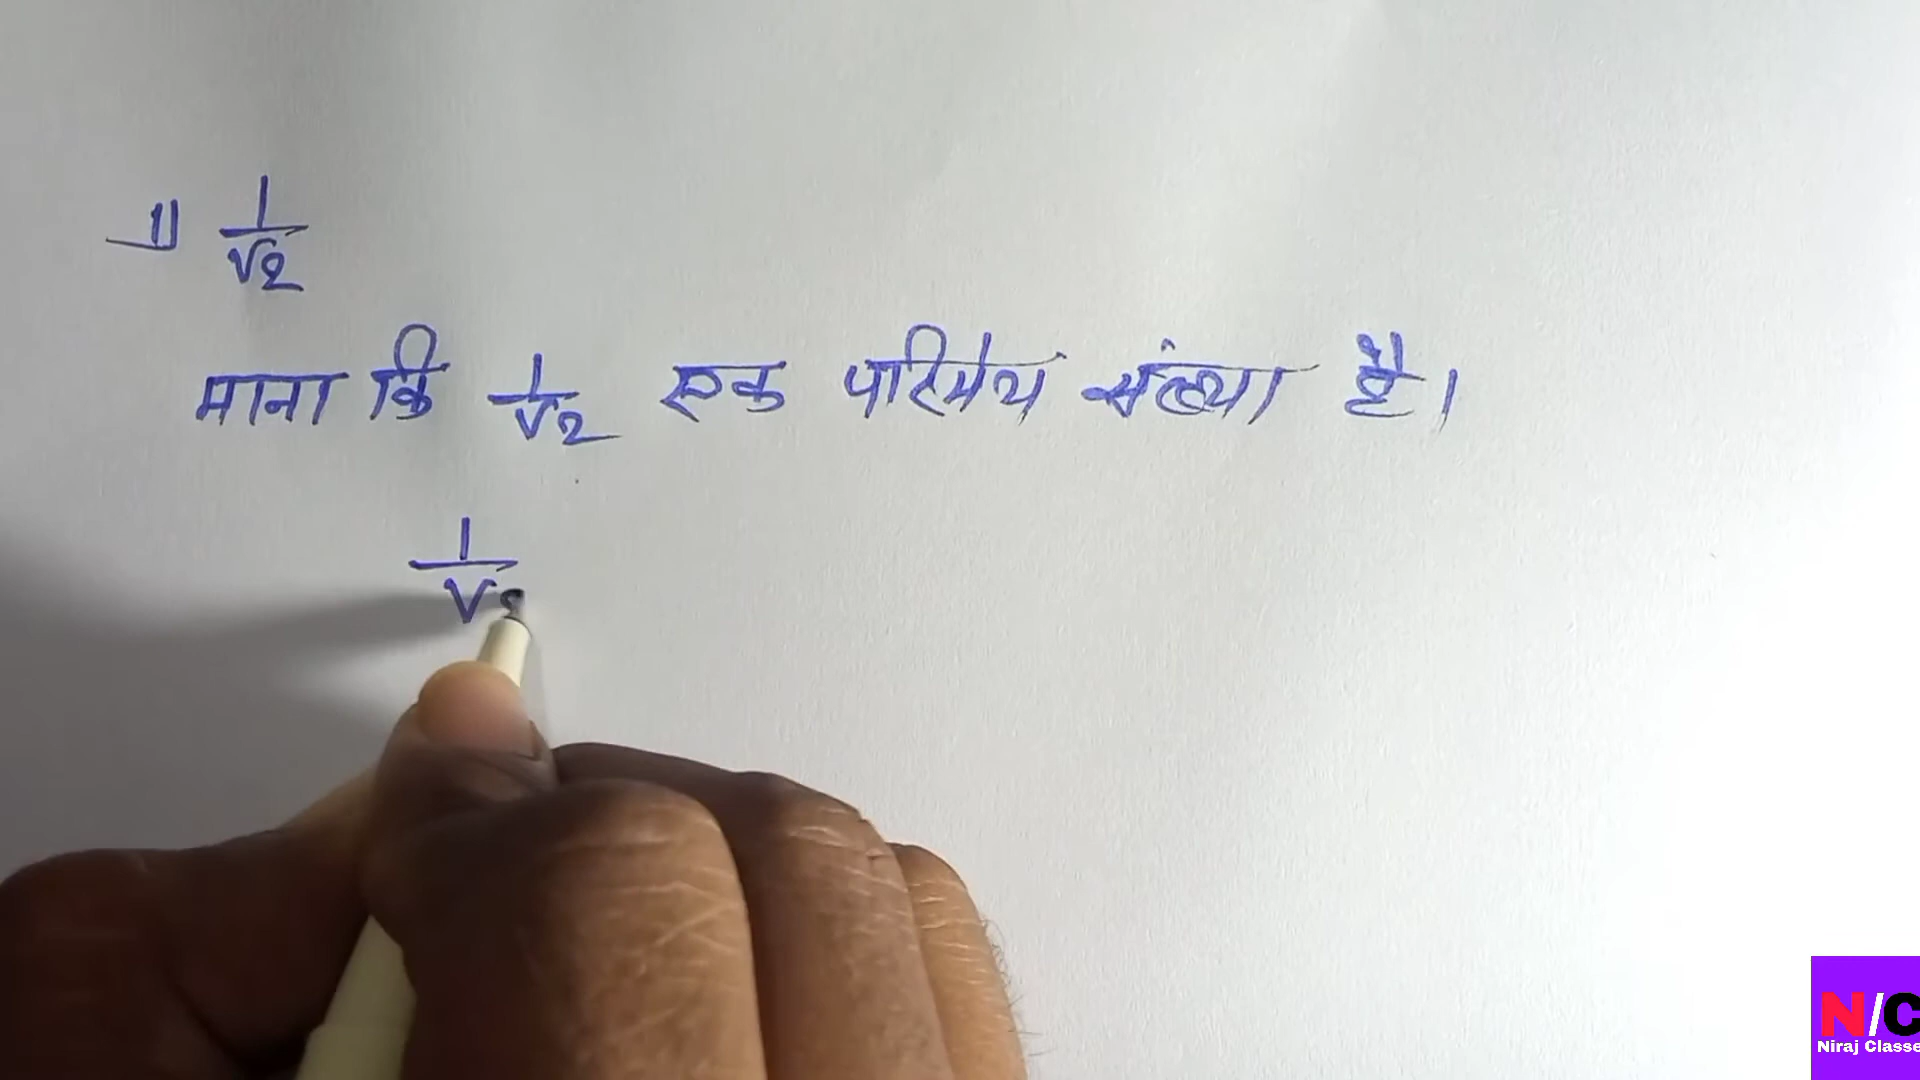 1) 1/√2
माना कि 1/√2 एक परिमेय संख्या है।
1/√2
N/C
Niraj Classe